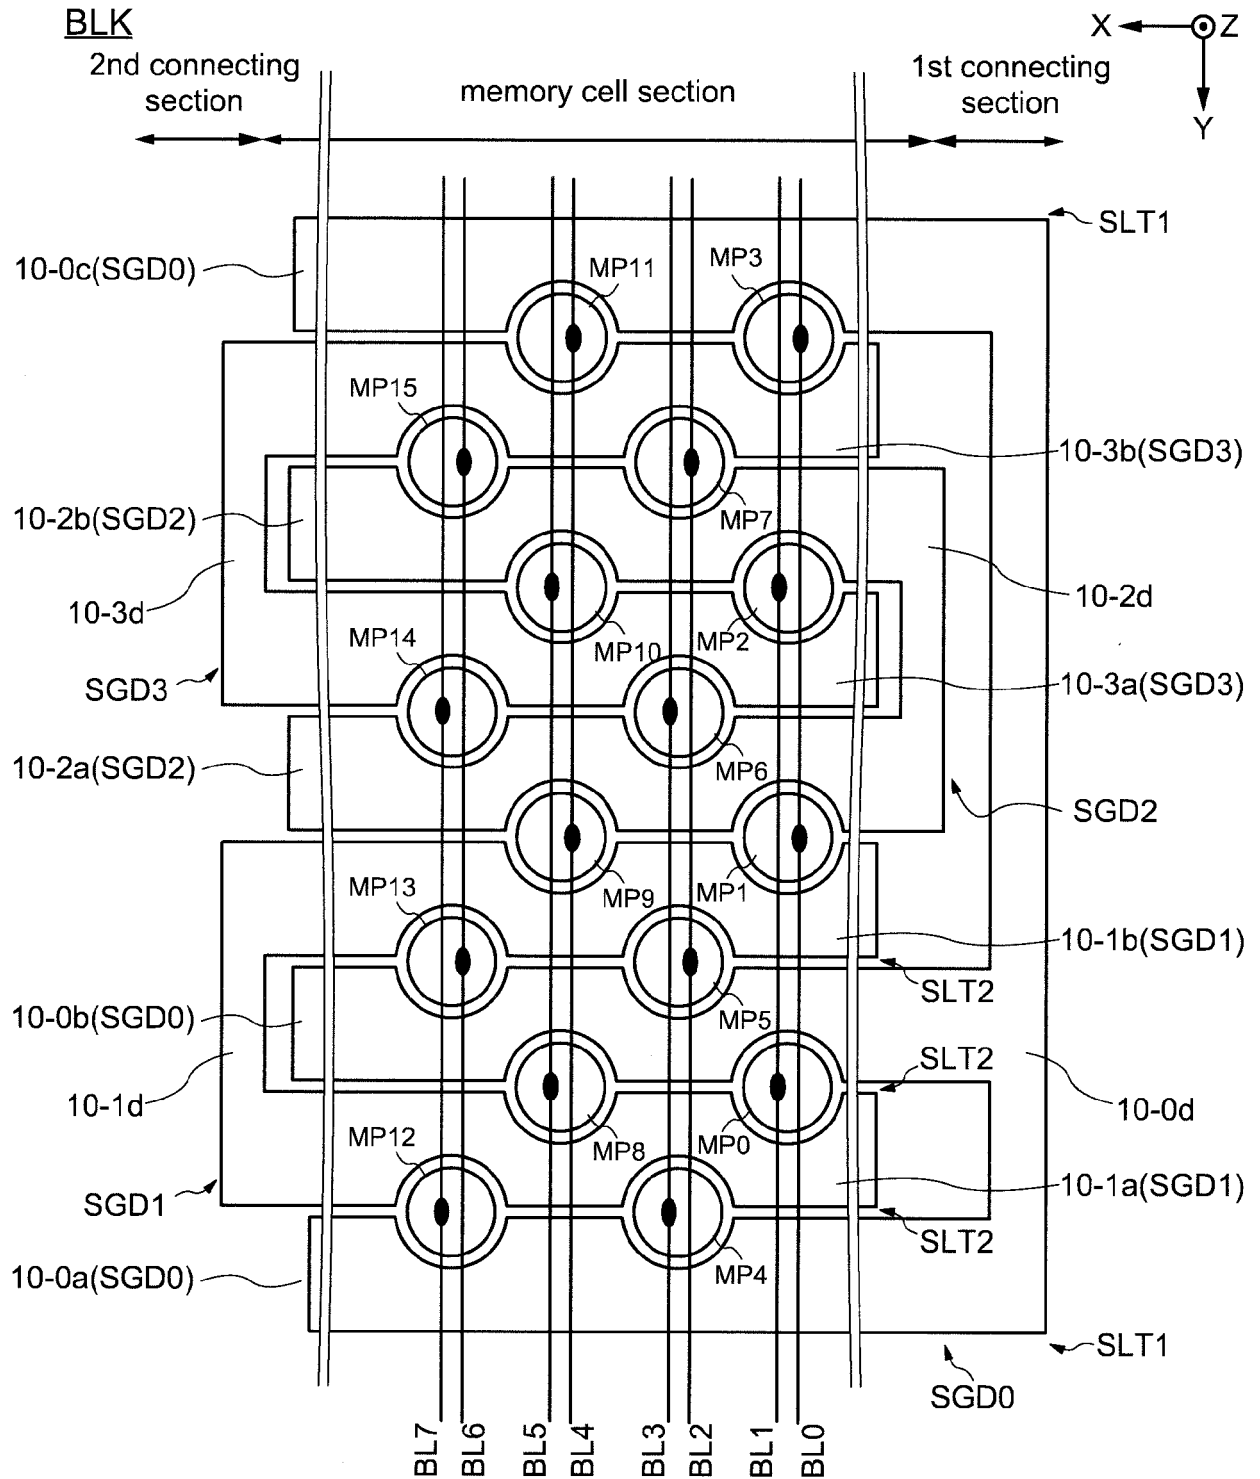 BLK
X
Z
Y
2nd connecting
section
memory cell section
1st connecting
section
SLT1
10-0c(SGD0)
MP11
MP3
MP15
10-3b(SGD3)
10-2b(SGD2)
MP7
10-3d
10-2d
MP14
MP10
MP2
SGD3
10-3a(SGD3)
10-2a(SGD2)
MP6
SGD2
MP13
MP9
MP1
10-1b(SGD1)
SLT2
10-0b(SGD0)
MP5
SLT2
10-1d
10-0d
MP12
MP8
MP0
SGD1
10-1a(SGD1)
SLT2
10-0a(SGD0)
MP4
SLT1
SGD0
BL7
BL6
BL5
BL4
BL3
BL2
BL1
BL0